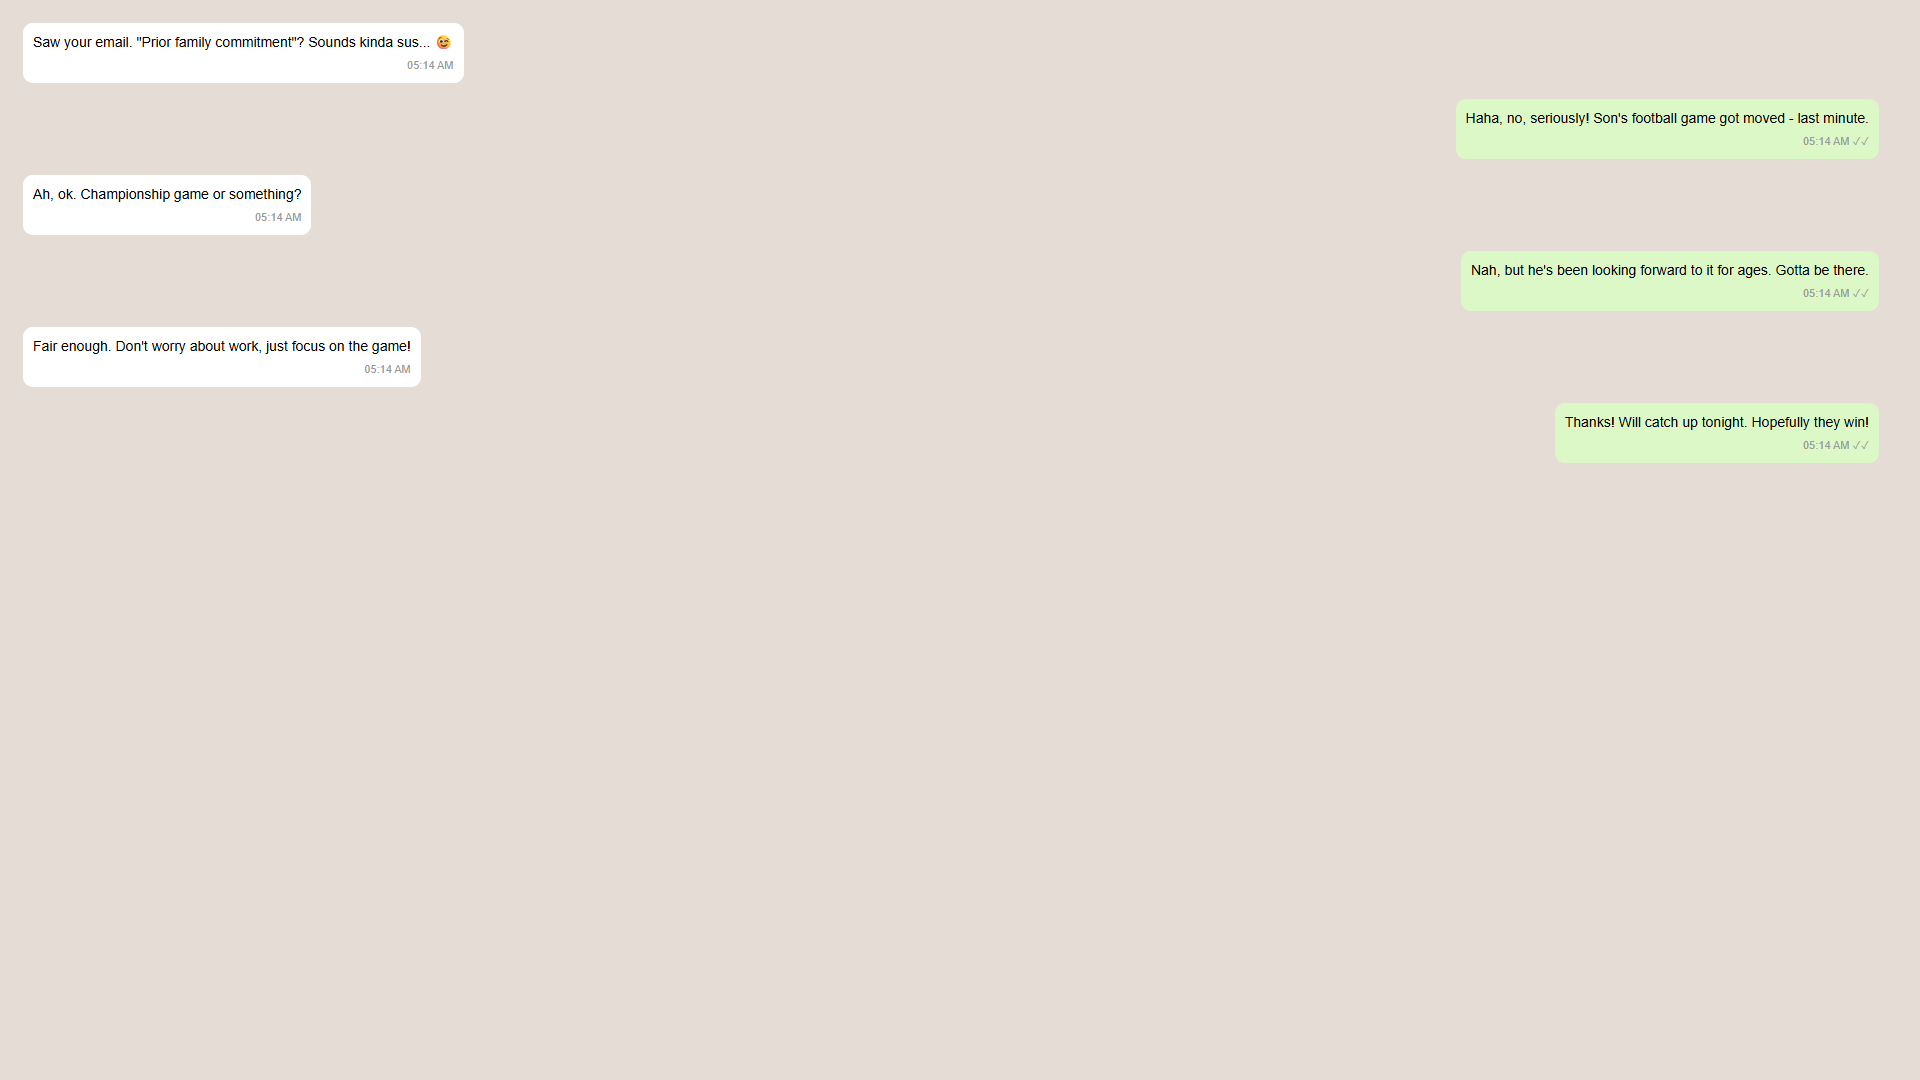 Saw your email. "Prior family commitment"? Sounds kinda sus... 😉
05:14 AM
Haha, no, seriously! Son's football game got moved - last minute.
05:14 AM ✓✓
Ah, ok. Championship game or something?
05:14 AM
Nah, but he's been looking forward to it for ages. Gotta be there.
05:14 AM ✓✓
Fair enough. Don't worry about work, just focus on the game!
05:14 AM
Thanks! Will catch up tonight. Hopefully they win!
05:14 AM ✓✓